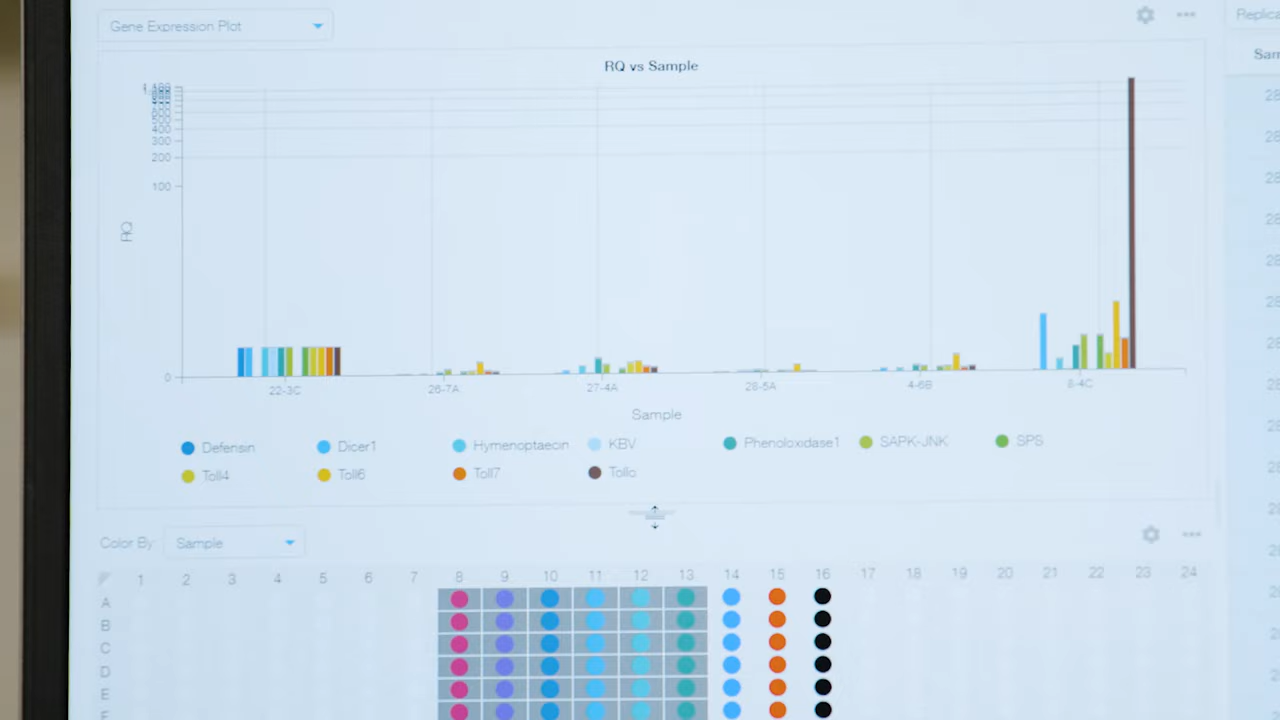 Gene Expression Plot
RQ vs Sample
400
300
200
100
RQ
0
22-3C 26-7A 27-4A 28-5A 4-6B 8-4C
Sample
Defensin Dicer1 Hymenoptaecin KBV Phenoloxidase1 SAPK-JNK SPS
Toll4 Toll6 Toll7 Tollo
Color By: Sample
1 2 3 4 5 6 7 8 9 10 11 12 13 14 15 16 17 18 19 20 21 22 23 24
A
B
C
D
E